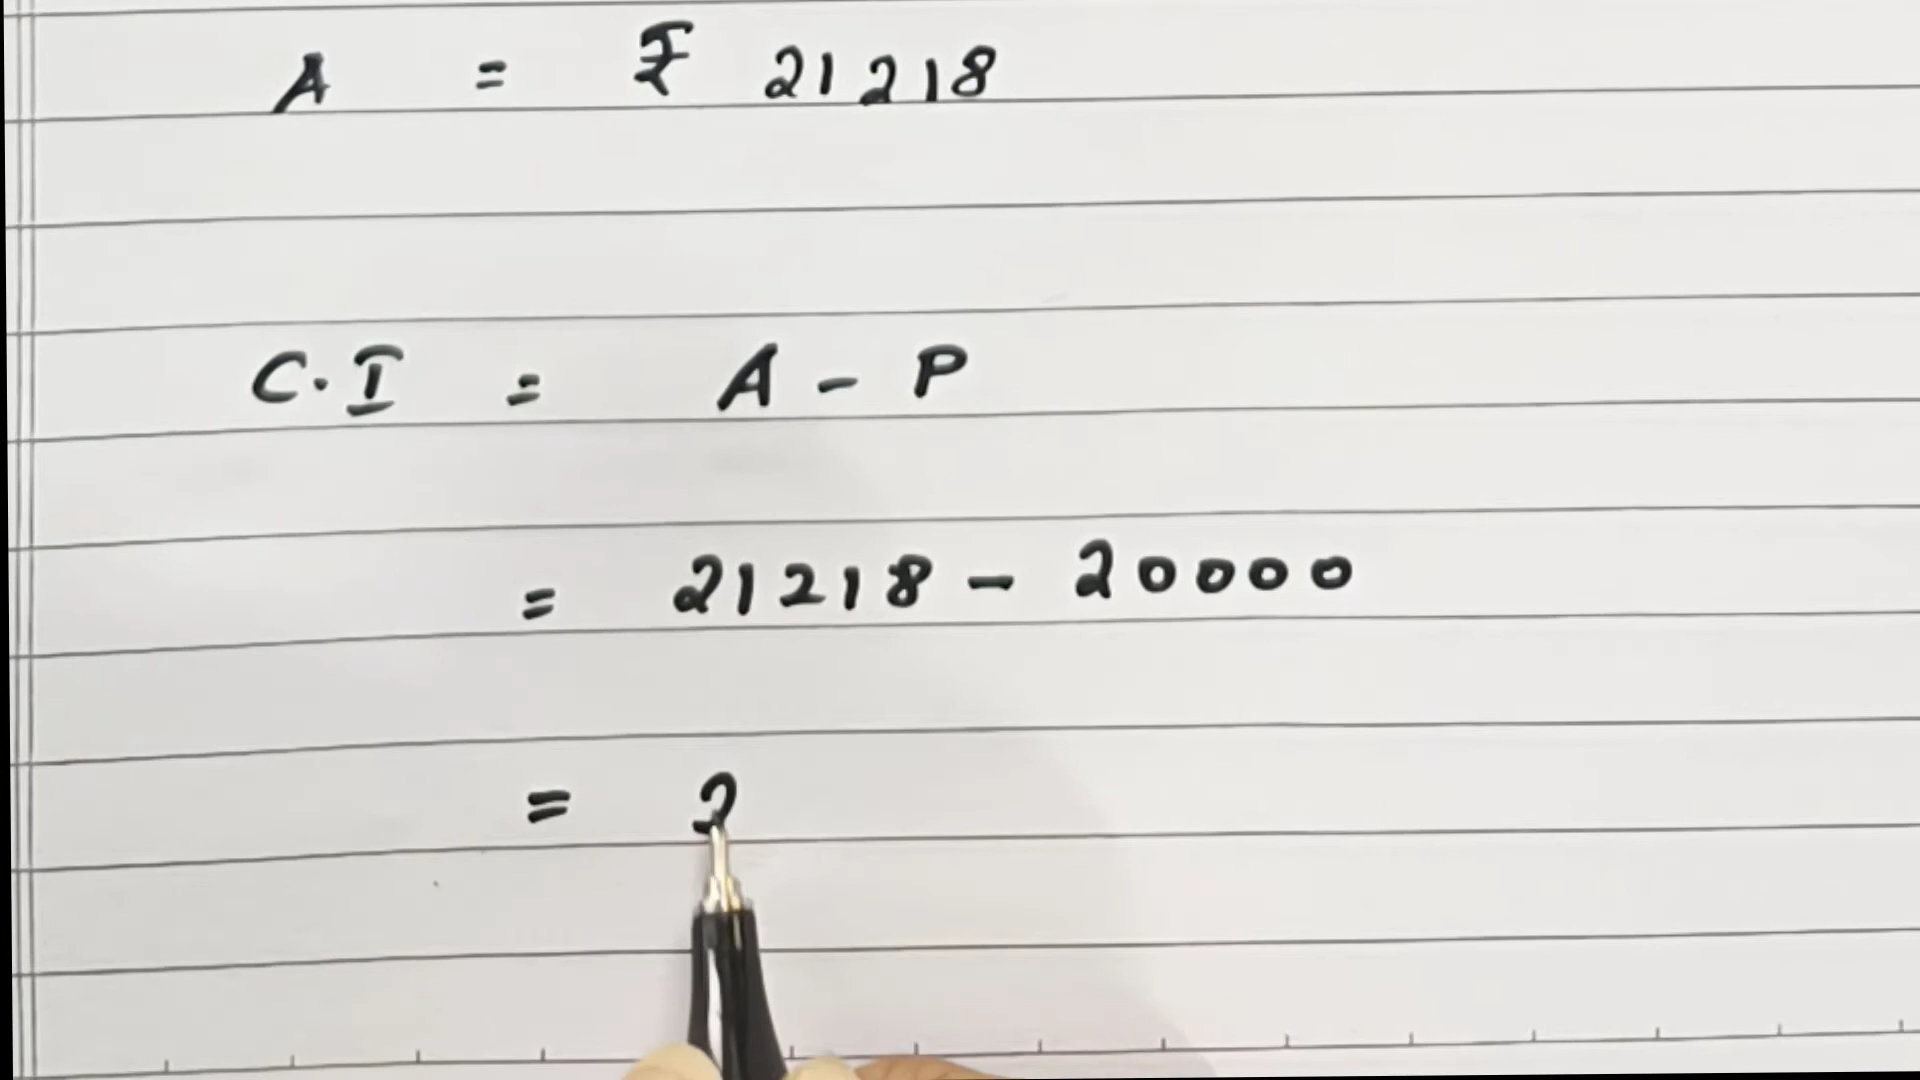 A = ₹ 21218
C.I = A - P
= 21218 - 20000
= 2